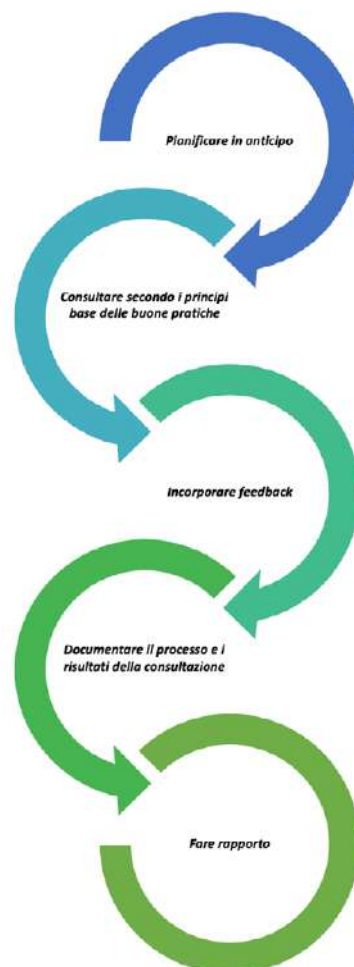 Planificare in anticipo
Consultare secondo i principi
base delle buone pratiche
Incorporare feedback
Documentare il processo e i
risultati della consultazione
Fare rapporto